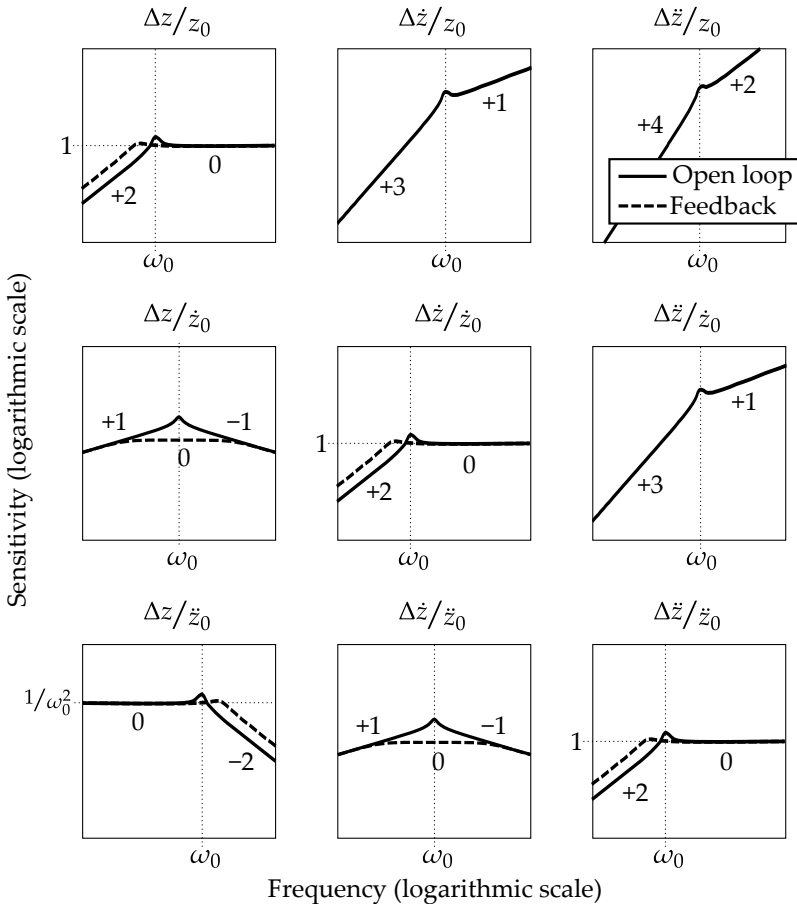 Δz/z₀
Δż/z₀
Δz̈/z₀
1
+2
0
ω₀
+3
+1
ω₀
+4
+2
Open loop
Feedback
ω₀
Sensitivity (logarithmic scale)
Δz/ż₀
Δż/ż₀
Δz̈/ż₀
+1
−1
0
ω₀
1
+2
0
ω₀
+3
+1
ω₀
Δz/z̈₀
Δż/z̈₀
Δz̈/z̈₀
1/ω₀²
0
-2
ω₀
+1
−1
0
ω₀
1
+2
0
ω₀
Frequency (logarithmic scale)